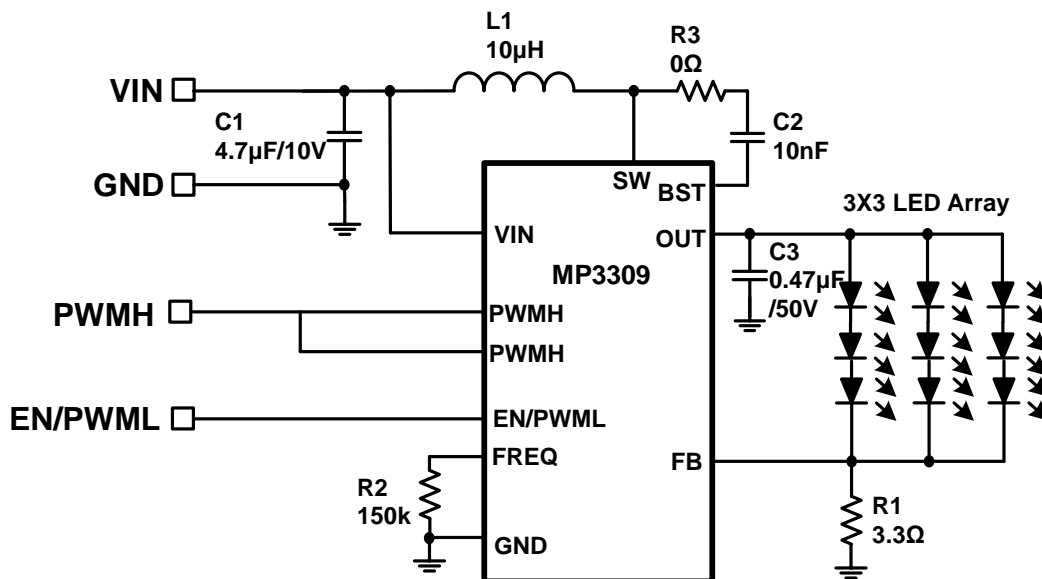 L1
10µH
R3
0Ω
VIN
C1
4.7µF/10V
C2
10nF
GND
SW
BST
3X3 LED Array
VIN
OUT
MP3309
C3
0.47µF
/50V
PWMH
PWMH
PWMH
EN/PWML
EN/PWML
FREQ
FB
R2
150k
R1
3.3Ω
GND